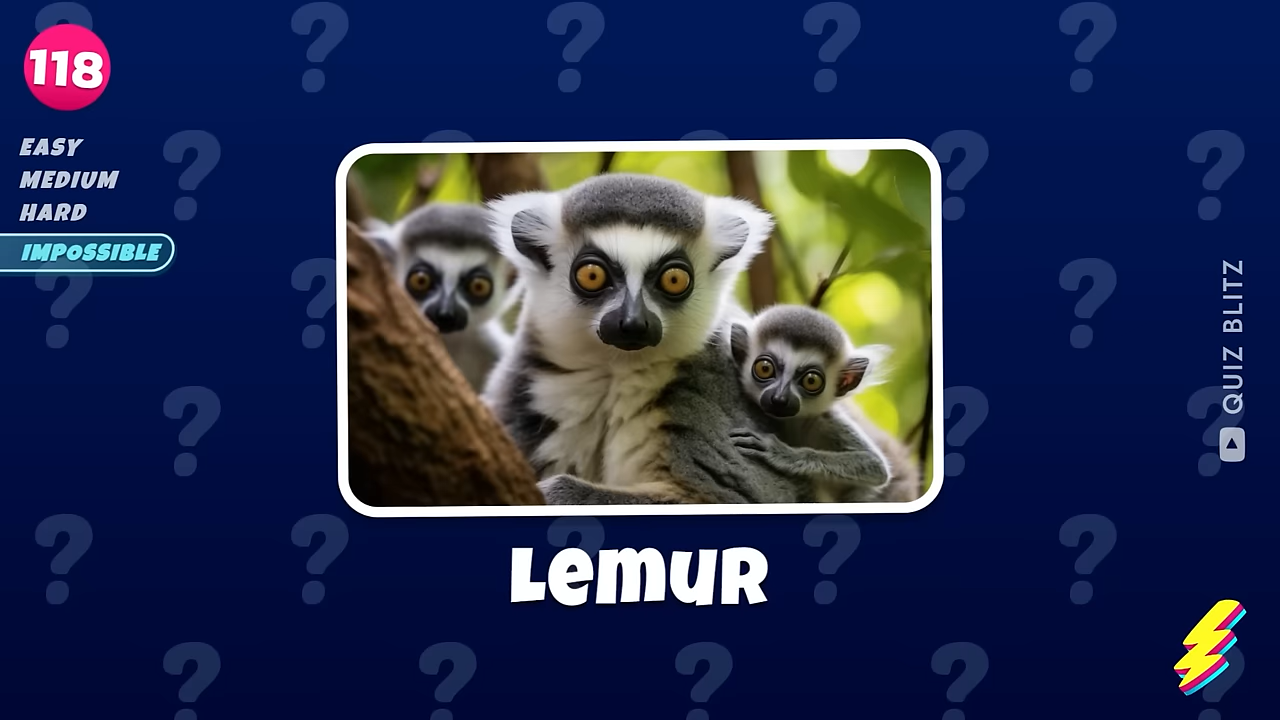 118
EASY
MEDIUM
HARD
IMPOSSIBLE
QUIZ BLITZ
LEMUR